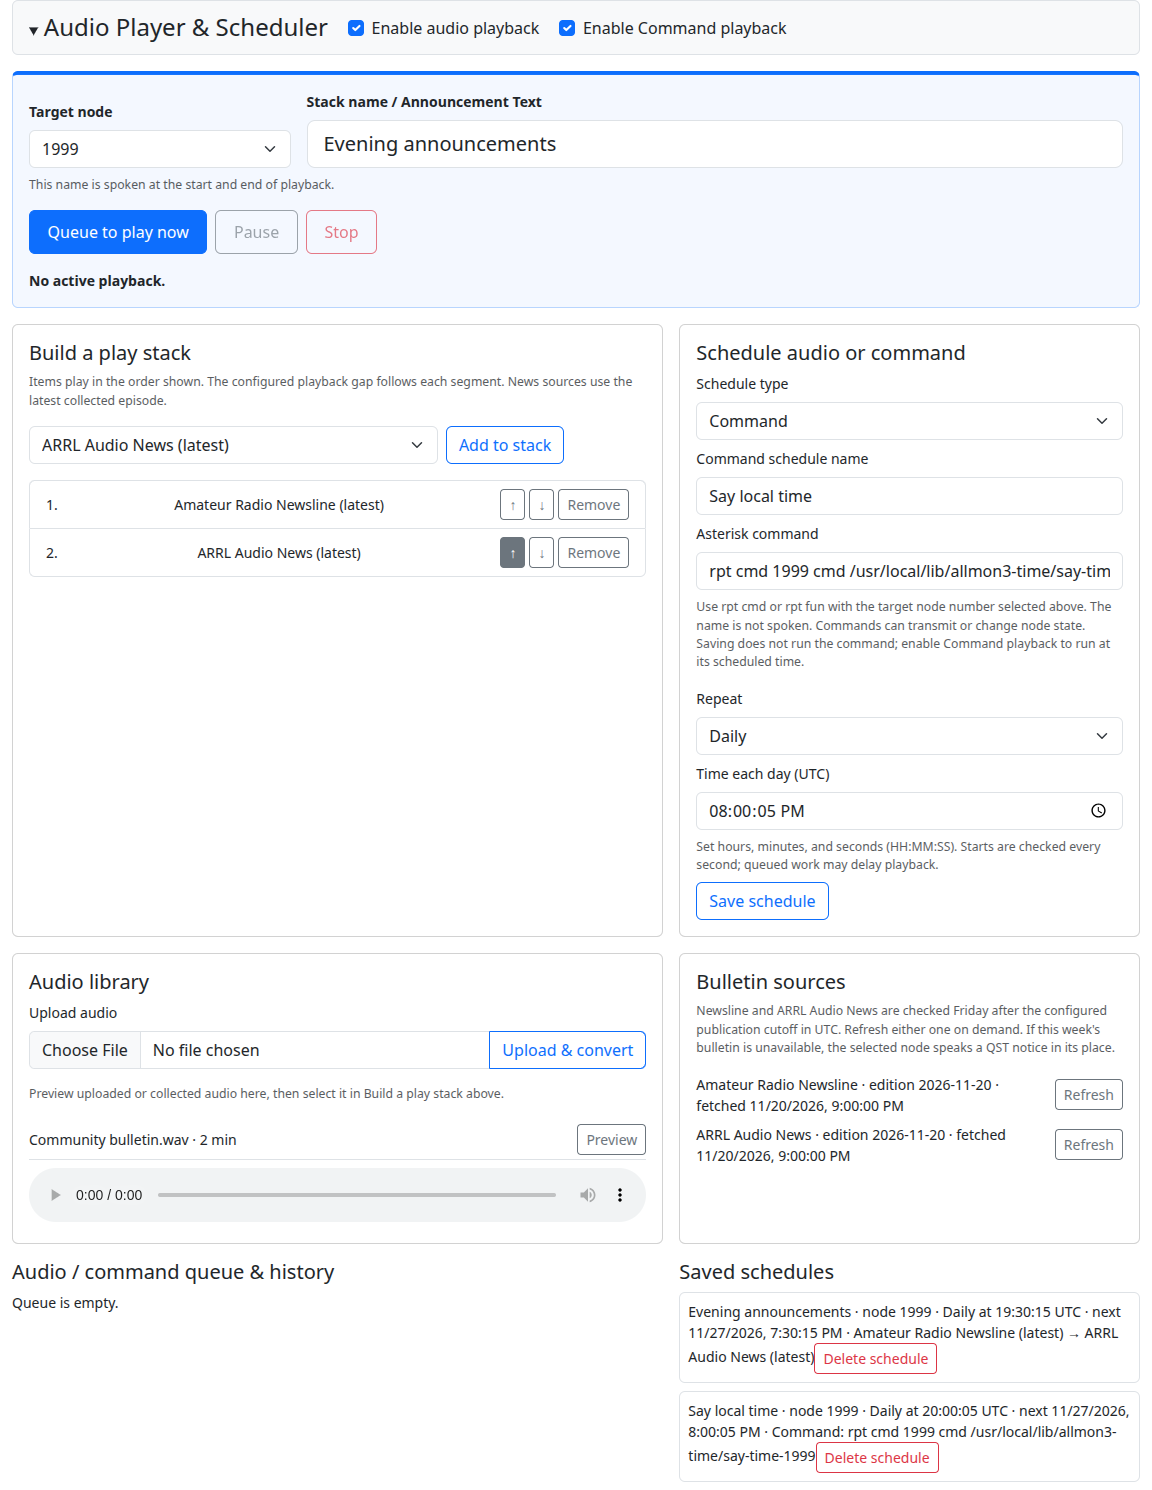 Audio Player & Scheduler
Enable audio playback
Enable Command playback
Target node
Stack name / Announcement Text
1999
Evening announcements
This name is spoken at the start and end of playback.
Queue to play now
Pause
Stop
No active playback.
Build a play stack
Items play in the order shown. The configured playback gap follows each segment. News sources use the
latest collected episode.
ARRL Audio News (latest)
Add to stack
1.
Amateur Radio Newsline (latest)
↑
↓
Remove
2.
ARRL Audio News (latest)
↑
↓
Remove
Schedule audio or command
Schedule type
Command
Command schedule name
Say local time
Asterisk command
rpt cmd 1999 cmd /usr/local/lib/allmon3-time/say-tim
Use rpt cmd or rpt fun with the target node number selected above. The
name is not spoken. Commands can transmit or change node state.
Saving does not run the command; enable Command playback to run at
its scheduled time.
Repeat
Daily
Time each day (UTC)
08:00:05 PM
Set hours, minutes, and seconds (HH:MM:SS). Starts are checked every
second; queued work may delay playback.
Save schedule
Audio library
Upload audio
Choose File
No file chosen
Upload & convert
Preview uploaded or collected audio here, then select it in Build a play stack above.
Community bulletin.wav · 2 min
Preview
0:00 / 0:00
Bulletin sources
Newsline and ARRL Audio News are checked Friday after the configured
publication cutoff in UTC. Refresh either one on demand. If this week's
bulletin is unavailable, the selected node speaks a QST notice in its place.
Amateur Radio Newsline · edition 2026-11-20 ·
fetched 11/20/2026, 9:00:00 PM
Refresh
ARRL Audio News · edition 2026-11-20 · fetched
11/20/2026, 9:00:00 PM
Refresh
Audio / command queue & history
Queue is empty.
Saved schedules
Evening announcements · node 1999 · Daily at 19:30:15 UTC · next
11/27/2026, 7:30:15 PM · Amateur Radio Newsline (latest) → ARRL
Audio News (latest)
Delete schedule
Say local time · node 1999 · Daily at 20:00:05 UTC · next 11/27/2026,
8:00:05 PM · Command: rpt cmd 1999 cmd /usr/local/lib/allmon3-
time/say-time-1999
Delete schedule